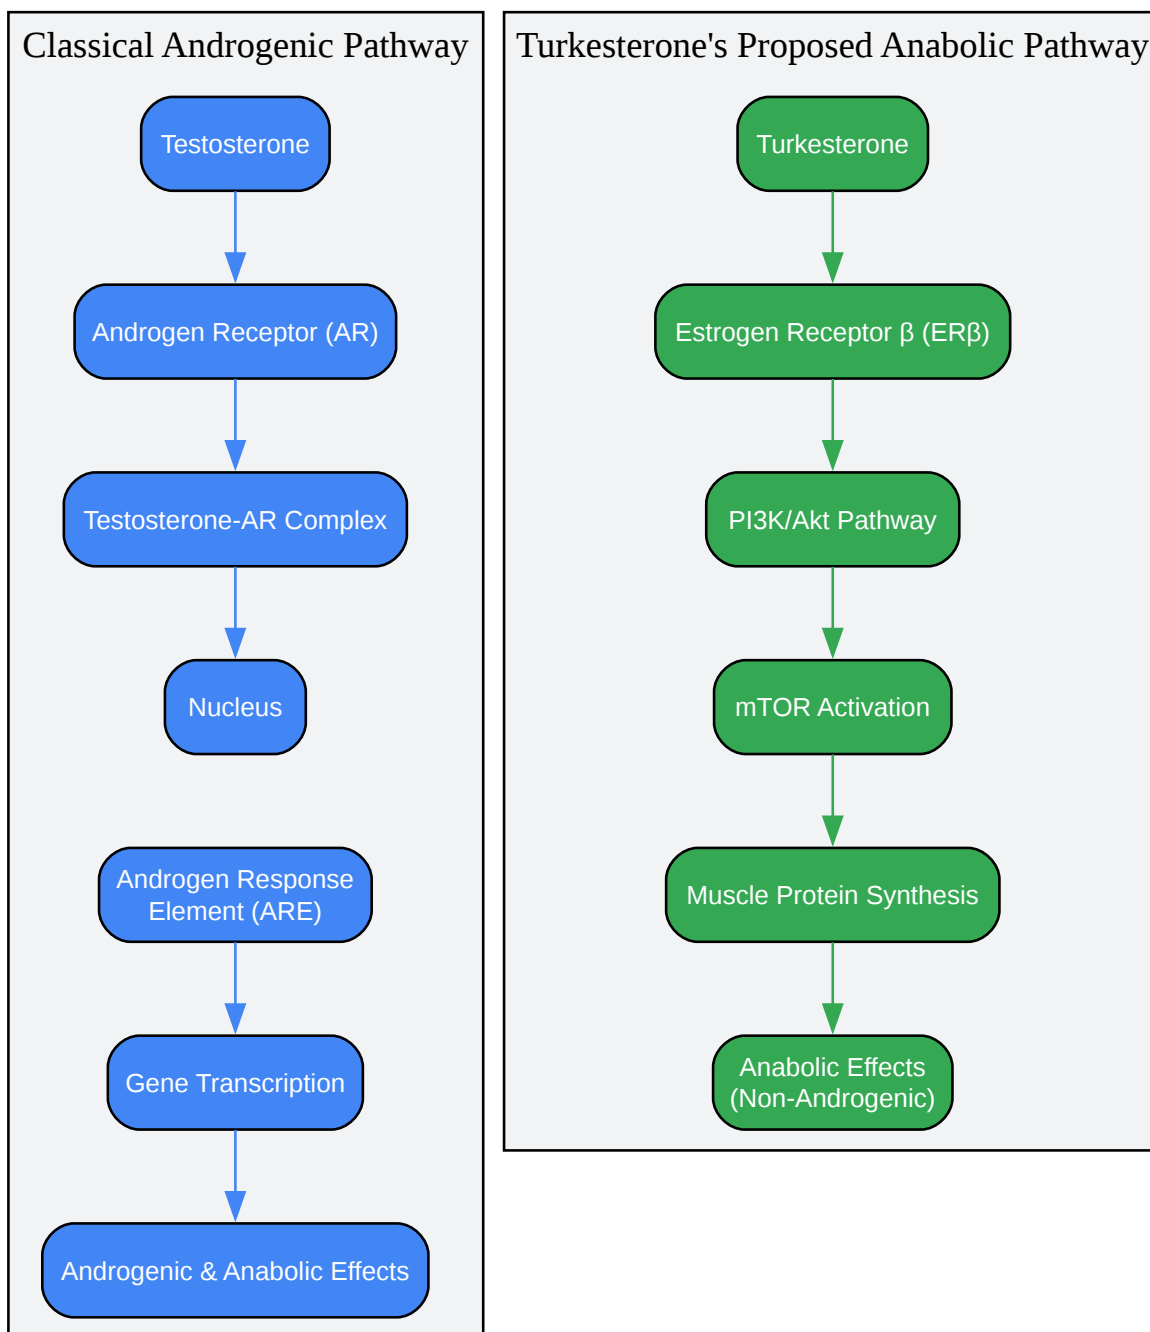 Classical Androgenic Pathway
Testosterone
Androgen Receptor (AR)
Testosterone-AR Complex
Nucleus
Androgen Response
Element (ARE)
Gene Transcription
Androgenic & Anabolic Effects
Turkesterone's Proposed Anabolic Pathway
Turkesterone
Estrogen Receptor β (ERβ)
PI3K/Akt Pathway
mTOR Activation
Muscle Protein Synthesis
Anabolic Effects
(Non-Androgenic)